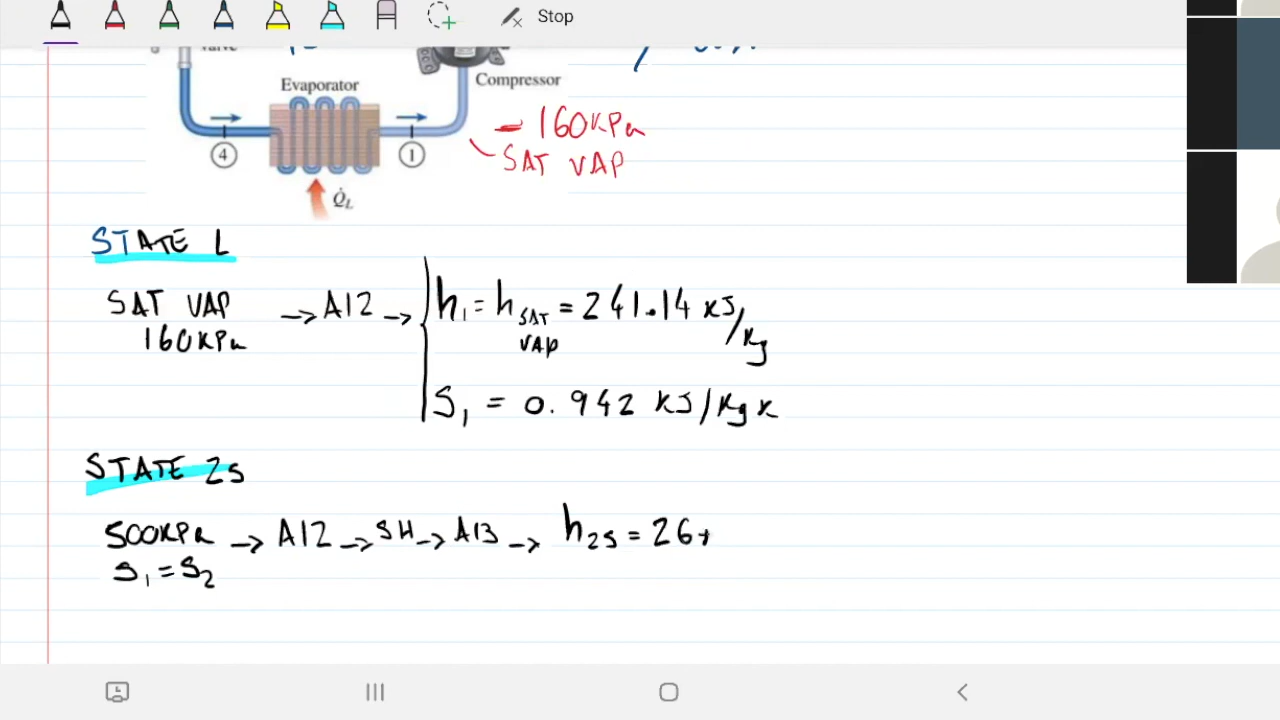 Stop
Evaporator
Compressor
- 160KPa
SAT VAP
4
1
Q̇L
STATE 1
SAT VAP → A12 → h1 = hSAT VAP = 241.14 KJ/Kg
160KPa
S1 = 0.942 KJ/Kg K
STATE 2s
500KPa → A12 → SH → A13 → h2s = 26
S1 = S2